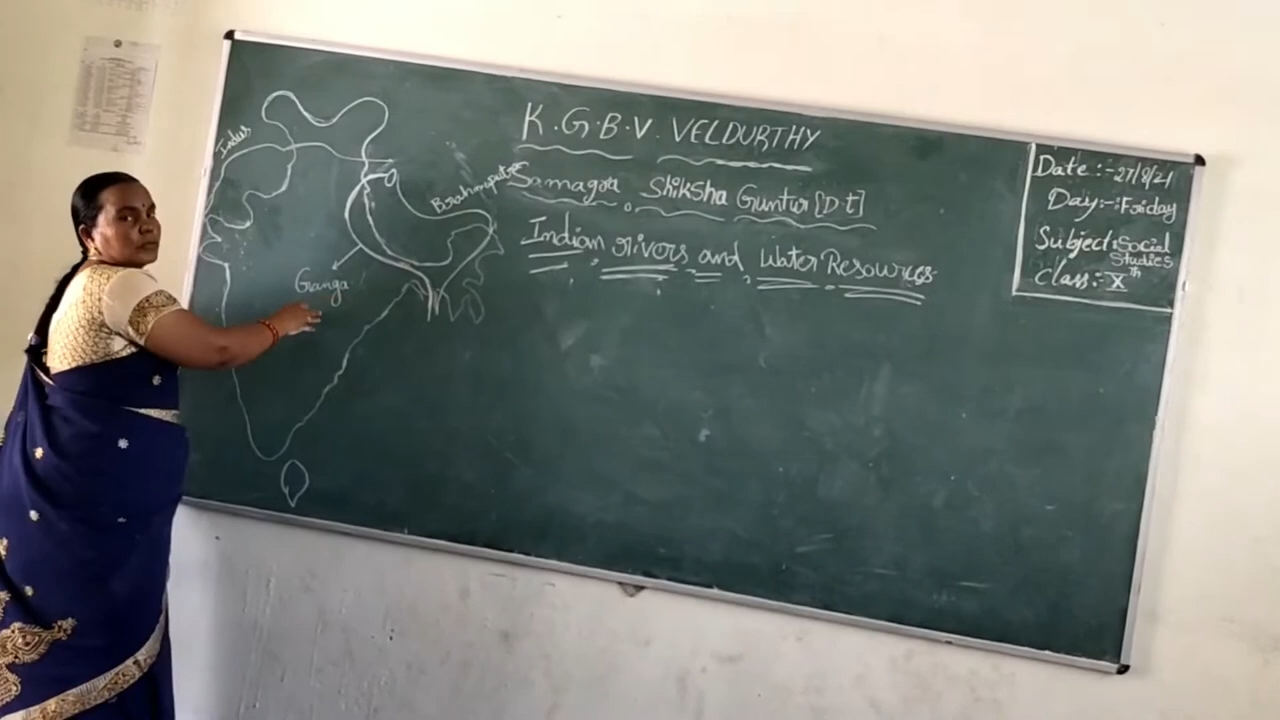 K.G.B.V. VELDURTHY
Samagra Shiksha Guntur [D.t]
Indian rivers and Water Resources
Date:- 27/8/21
Day:- Friday
Subject: Social
Studies
Class:- Xth
Indus
Brahmaputra
Ganga